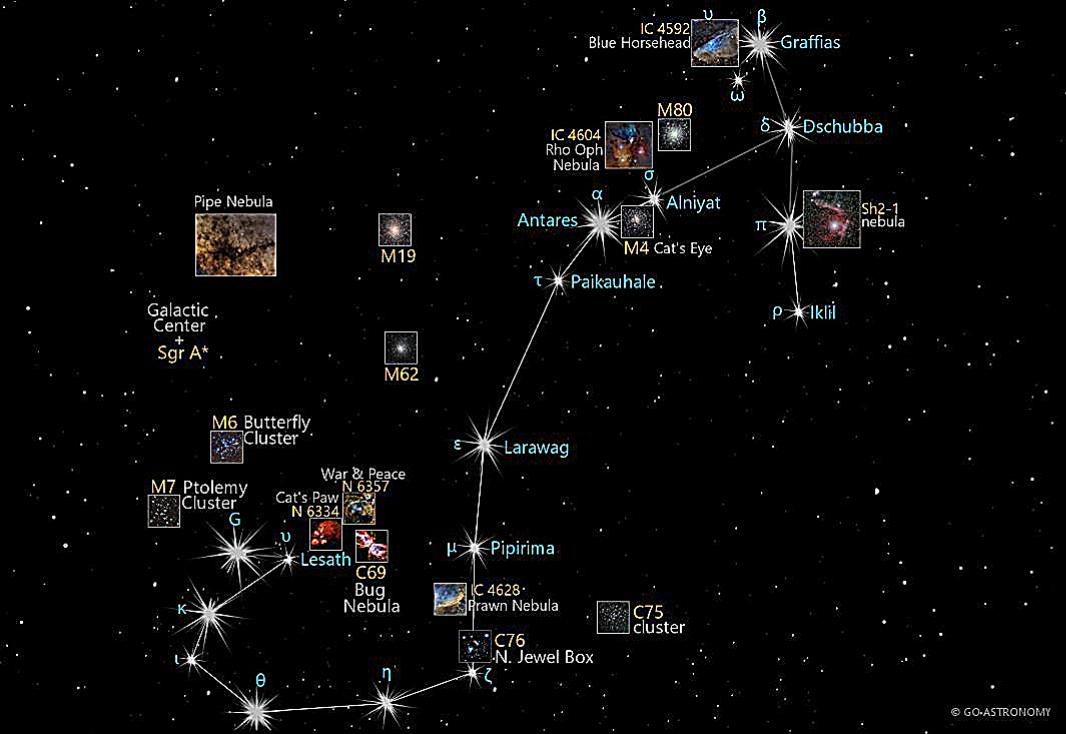 υ
β
IC 4592
Blue Horsehead
Graffias
ω
M80
δ
Dschubba
IC 4604
Rho Oph
Nebula
σ
α
Alniyat
Antares
M4 Cat's Eye
π
Sh2-1
nebula
Pipe Nebula
M19
τ
Paikauhale
ρ
Iklil
Galactic
Center
+
Sgr A*
M62
M6 Butterfly
Cluster
ε
Larawag
War & Peace
N 6357
M7 Ptolemy
Cluster
Cat's Paw
N 6334
G
υ
Lesath
μ
Pipirima
C69
Bug
Nebula
IC 4628
Prawn Nebula
κ
C75
cluster
C76
N. Jewel Box
ι
θ
η
ζ
© GO-ASTRONOMY